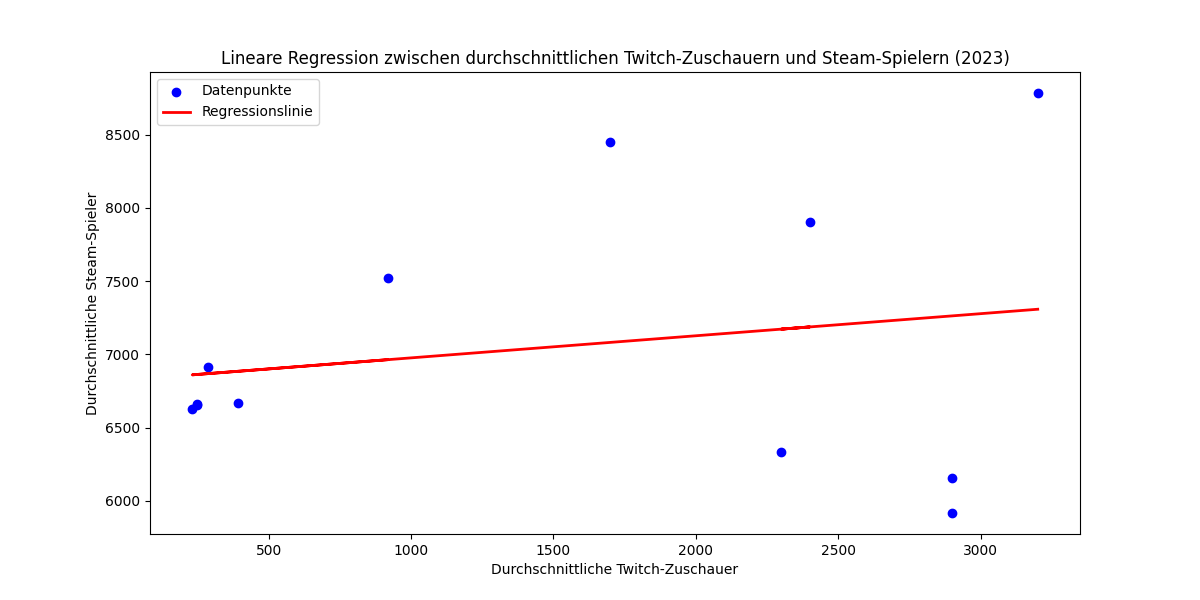 Lineare Regression zwischen durchschnittlichen Twitch-Zuschauern und Steam-Spielern (2023)
Datenpunkte
Regressionslinie
Durchschnittliche Steam-Spieler
8500
8000
7500
7000
6500
6000
500
1000
1500
2000
2500
3000
Durchschnittliche Twitch-Zuschauer